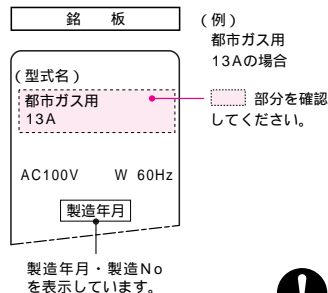 銘 板
（例）
都市ガス用
13Aの場合
（型式名）
都市ガス用
13A
部分を確認
してください。
AC100V W 60Hz
製造年月
製造年月・製造No
を表示しています。